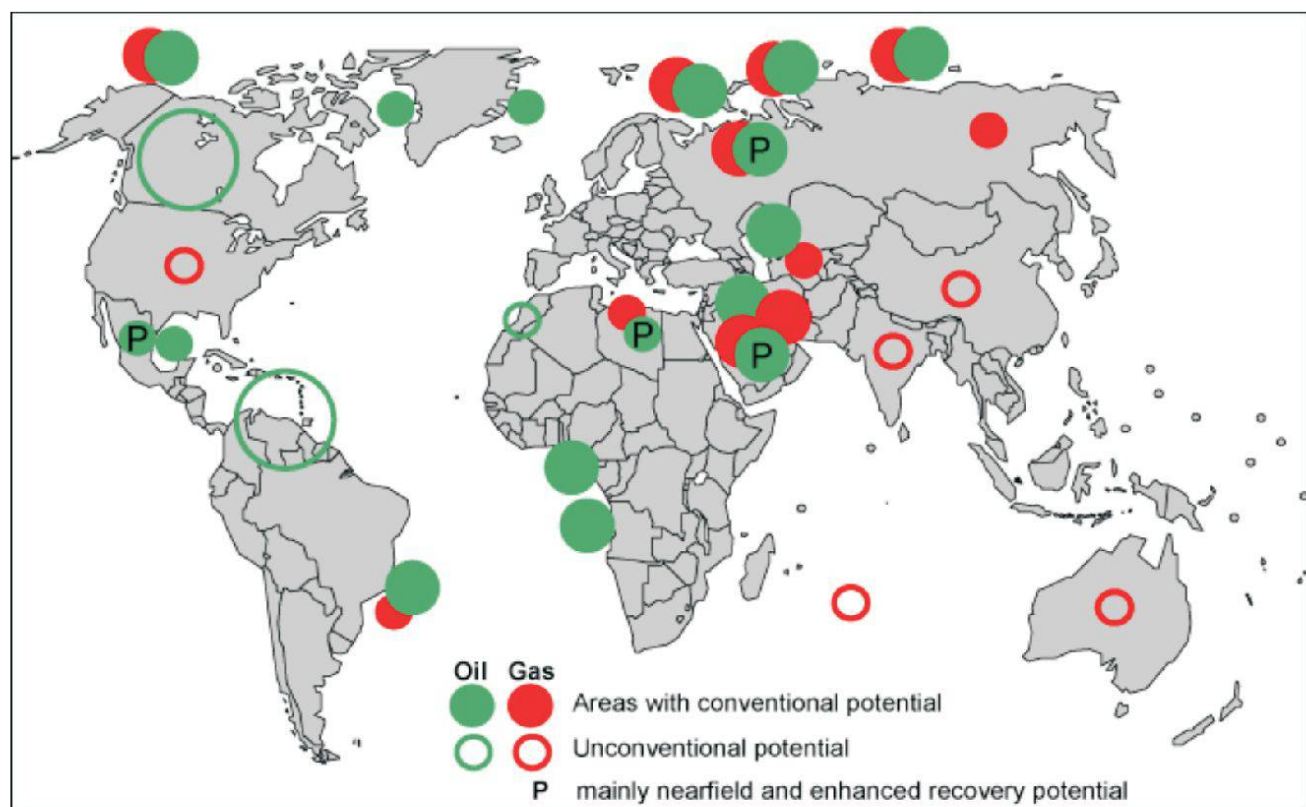 P
P
P
P
Oil Gas
Areas with conventional potential
Unconventional potential
P mainly nearfield and enhanced recovery potential